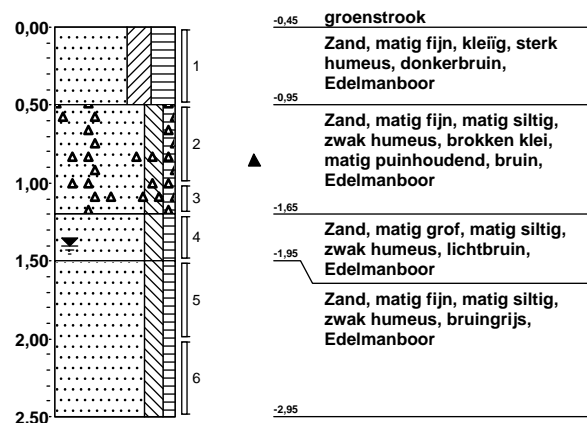 0,00
0,50
1,00
1,50
2,00
2,50
1
2
3
4
5
6
-0,45
groenstrook
Zand, matig fijn, kleiïg, sterk
humeus, donkerbruin,
Edelmanboor
-0,95
Zand, matig fijn, matig siltig,
zwak humeus, brokken klei,
matig puinhoudend, bruin,
Edelmanboor
-1,65
Zand, matig grof, matig siltig,
zwak humeus, lichtbruin,
Edelmanboor
-1,95
Zand, matig fijn, matig siltig,
zwak humeus, bruingrijs,
Edelmanboor
-2,95